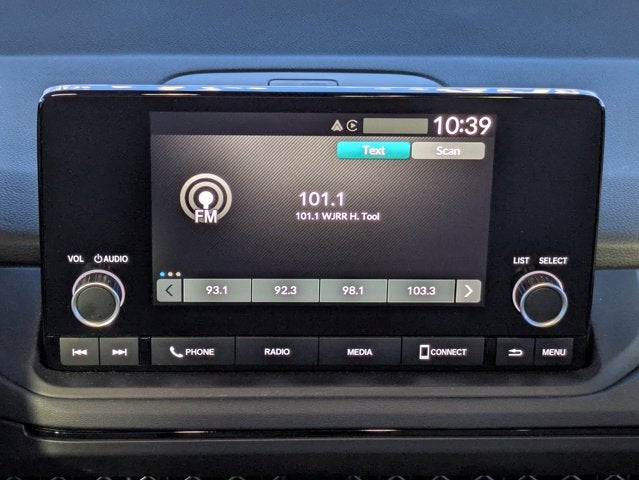 10:39
Text Scan
101.1
FM
101.1 WJRR H. Tool
93.1 92.3 98.1 103.3
VOL AUDIO
LIST SELECT
PHONE RADIO MEDIA CONNECT MENU